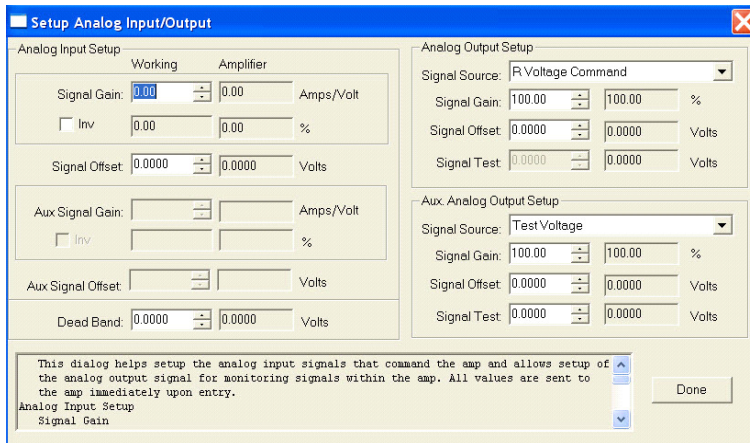 Setup Analog Input/Output
Analog Input Setup
Working Amplifier
Signal Gain: 0.00 0.00 Amps/Volt
Inv 0.00 0.00 %
Signal Offset: 0.0000 0.0000 Volts
Aux Signal Gain: Amps/Volt
Inv %
Aux Signal Offset: Volts
Dead Band: 0.0000 0.0000 Volts
Analog Output Setup
Signal Source: R Voltage Command
Signal Gain: 100.00 100.00 %
Signal Offset: 0.0000 0.0000 Volts
Signal Test: 0.0000 0.0000 Volts
Aux. Analog Output Setup
Signal Source: Test Voltage
Signal Gain: 100.00 100.00 %
Signal Offset: 0.0000 0.0000 Volts
Signal Test: 0.0000 0.0000 Volts
This dialog helps setup the analog input signals that command the amp and allows setup of
the analog output signal for monitoring signals within the amp. All values are sent to
the amp immediately upon entry.
Analog Input Setup
Signal Gain
Done